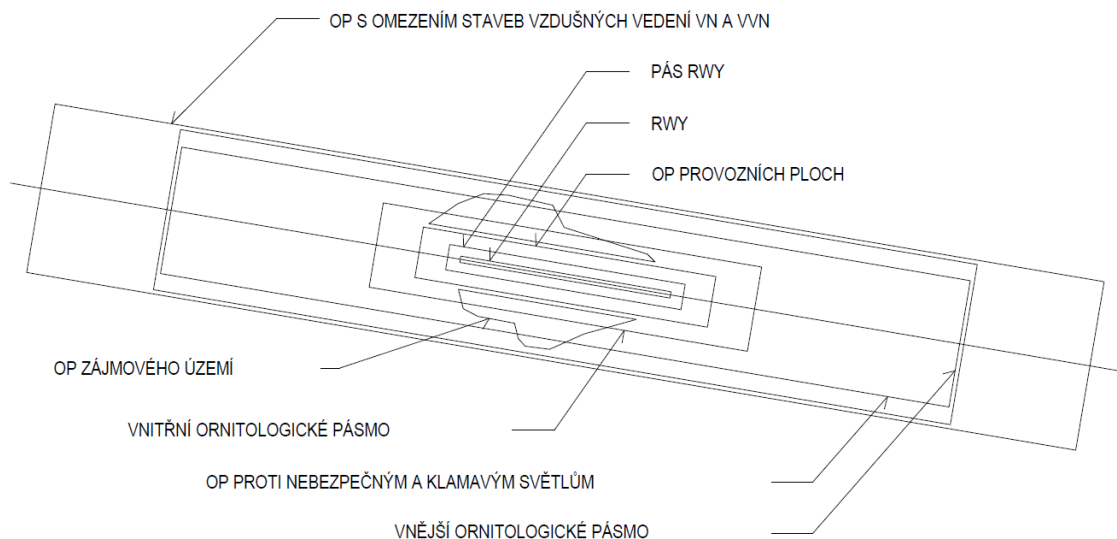 OP S OMEZENÍM STAVEB VZDUŠNÝCH VEDENÍ VN A VVN
PÁS RWY
RWY
OP PROVOZNÍCH PLOCH
OP ZÁJMOVÉHO ÚZEMÍ
VNITŘNÍ ORNITOLOGICKÉ PÁSMO
OP PROTI NEBEZPEČNÝM A KLAMAVÝM SVĚTLŮM
VNĚJŠÍ ORNITOLOGICKÉ PÁSMO